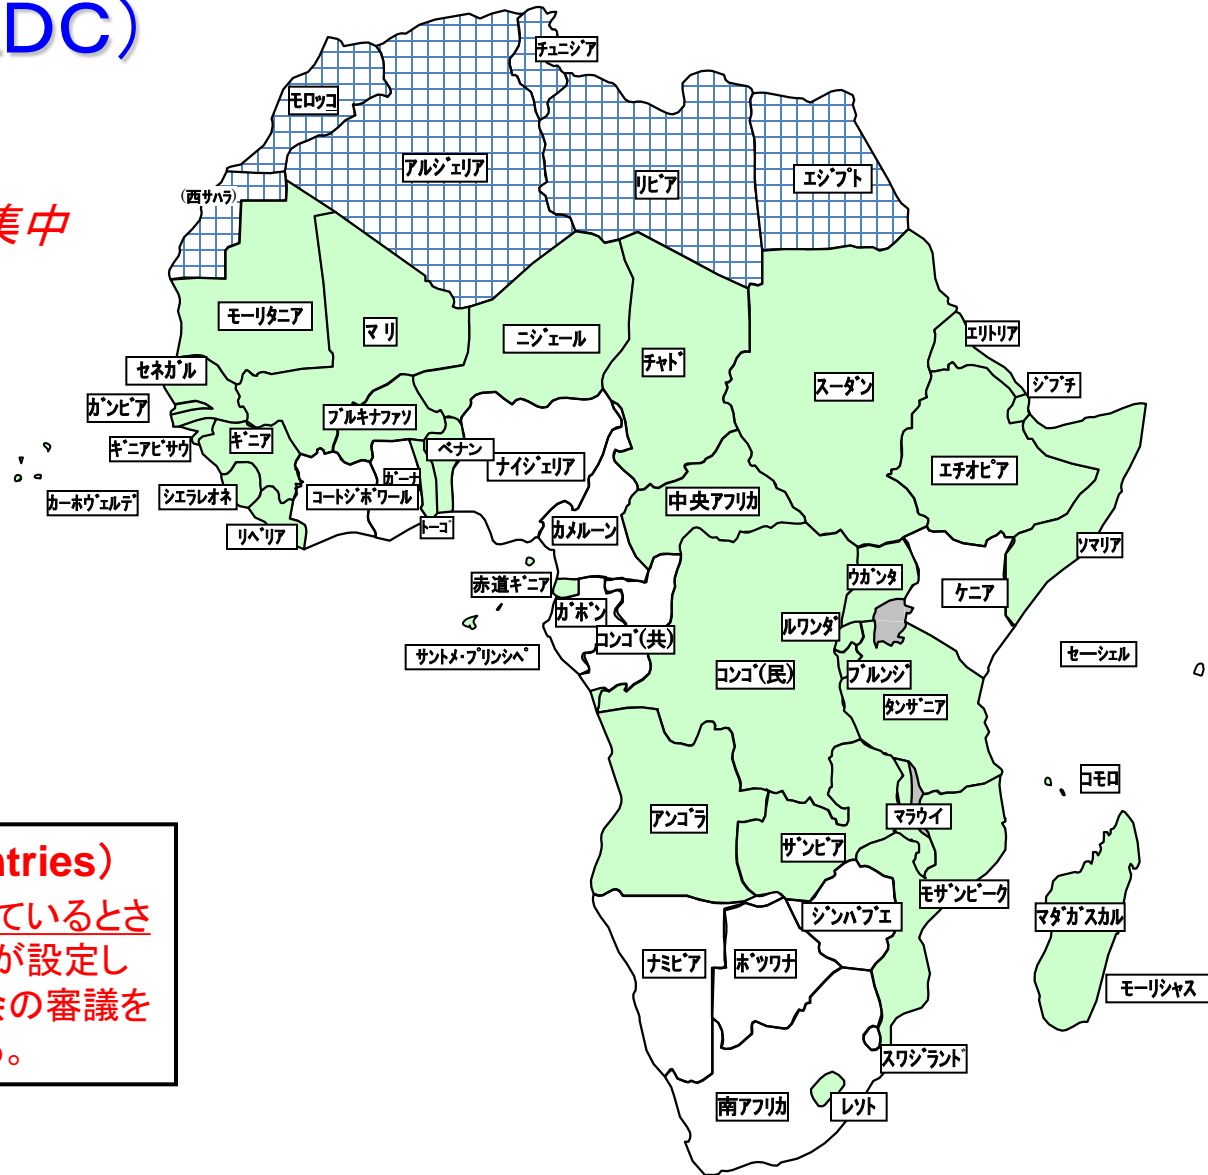 DC）
集中
チュニジア
モロッコ
アルジェリア
リビア
エジプト
(西サハラ)
モーリタニア
マリ
ニジェール
チャド
スーダン
エリトリア
ジブチ
セネガル
ガンビア
ギニアビサウ
ギニア
ブルキナファソ
ベナン
ナイジェリア
エチオピア
カーホヴェルデ
シエラレオネ
コートジボワール
ガーナ
中央アフリカ
リベリア
トーゴ
カメルーン
ソマリア
赤道ギニア
ガボン
ウガンタ
ケニア
コンゴ(共)
ルワンダ
サントメ・プリンシペ
セーシェル
コンゴ(民)
ブルンジ
タンザニア
コモロ
アンゴラ
マラウイ
ザンビア
モザンビーク
ジンバブエ
マダガスカル
ナミビア
ボツワナ
モーリシャス
スワジランド
南アフリカ
レソト
ntries）
ているとさ
が設定し
会の審議を
。